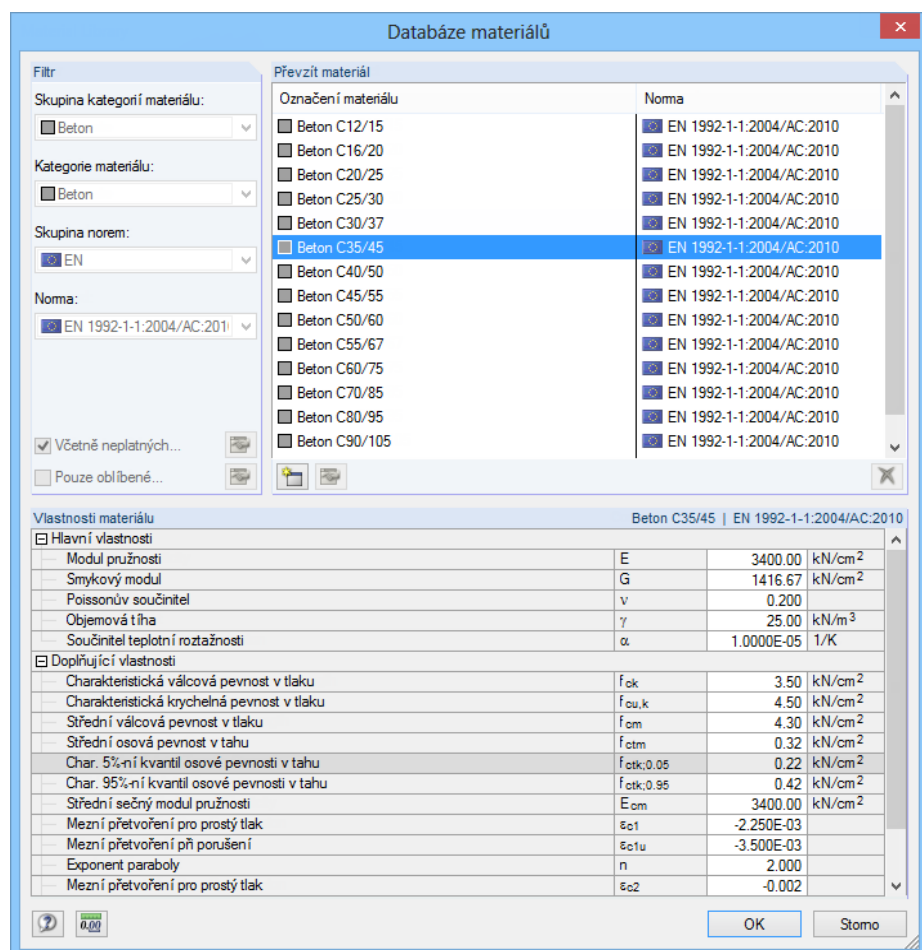 Databáze materiálů
Filtr
Skupina kategorií materiálu:
Beton
Kategorie materiálu:
Beton
Skupina norem:
EN
Norma:
EN 1992-1-1:2004/AC:201
Včetně neplatných...
Pouze oblíbené...
Převzít materiál
Označení materiálu Norma
Beton C12/15 EN 1992-1-1:2004/AC:2010
Beton C16/20 EN 1992-1-1:2004/AC:2010
Beton C20/25 EN 1992-1-1:2004/AC:2010
Beton C25/30 EN 1992-1-1:2004/AC:2010
Beton C30/37 EN 1992-1-1:2004/AC:2010
Beton C35/45 EN 1992-1-1:2004/AC:2010
Beton C40/50 EN 1992-1-1:2004/AC:2010
Beton C45/55 EN 1992-1-1:2004/AC:2010
Beton C50/60 EN 1992-1-1:2004/AC:2010
Beton C55/67 EN 1992-1-1:2004/AC:2010
Beton C60/75 EN 1992-1-1:2004/AC:2010
Beton C70/85 EN 1992-1-1:2004/AC:2010
Beton C80/95 EN 1992-1-1:2004/AC:2010
Beton C90/105 EN 1992-1-1:2004/AC:2010
Vlastnosti materiálu Beton C35/45 | EN 1992-1-1:2004/AC:2010
Hlavní vlastnosti
Modul pružnosti E 3400.00 kN/cm²
Smykový modul G 1416.67 kN/cm²
Poissonův součinitel ν 0.200
Objemová tíha γ 25.00 kN/m³
Součinitel teplotní roztažnosti α 1.0000E-05 1/K
Doplňující vlastnosti
Charakteristická válcová pevnost v tlaku fck 3.50 kN/cm²
Charakteristická krychelná pevnost v tlaku fcu,k 4.50 kN/cm²
Střední válcová pevnost v tlaku fcm 4.30 kN/cm²
Střední osová pevnost v tahu fctm 0.32 kN/cm²
Char. 5%-ní kvantil osové pevnosti v tahu fctk;0.05 0.22 kN/cm²
Char. 95%-ní kvantil osové pevnosti v tahu fctk;0.95 0.42 kN/cm²
Střední sečný modul pružnosti Ecm 3400.00 kN/cm²
Mezní přetvoření pro prostý tlak εc1 -2.250E-03
Mezní přetvoření při porušení εc1u -3.500E-03
Exponent paraboly n 2.000
Mezní přetvoření pro prostý tlak εc2 -0.002
0.00
OK Storno